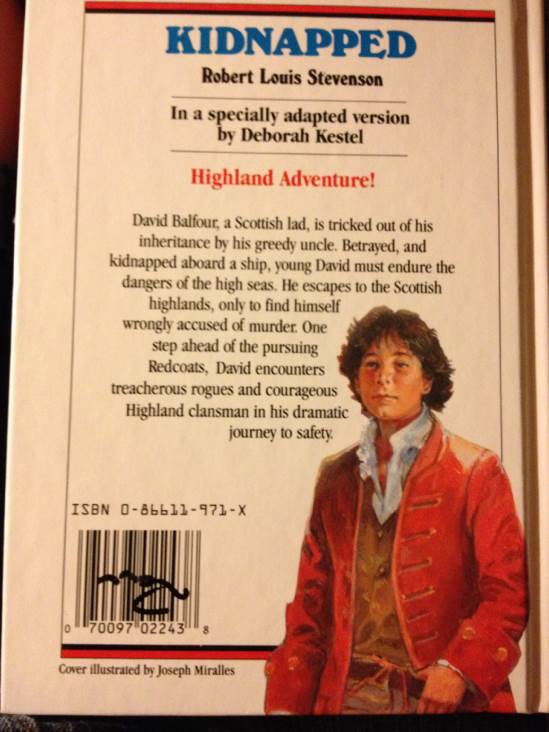 KIDNAPPED
Robert Louis Stevenson
In a specially adapted version
by Deborah Kestel
Highland Adventure!
David Balfour, a Scottish lad, is tricked out of his
inheritance by his greedy uncle. Betrayed, and
kidnapped aboard a ship, young David must endure the
dangers of the high seas. He escapes to the Scottish
highlands, only to find himself
wrongly accused of murder. One
step ahead of the pursuing
Redcoats, David encounters
treacherous rogues and courageous
Highland clansman in his dramatic
journey to safety.
ISBN 0-86611-971-X
0 70097 02243 8
Cover illustrated by Joseph Miralles